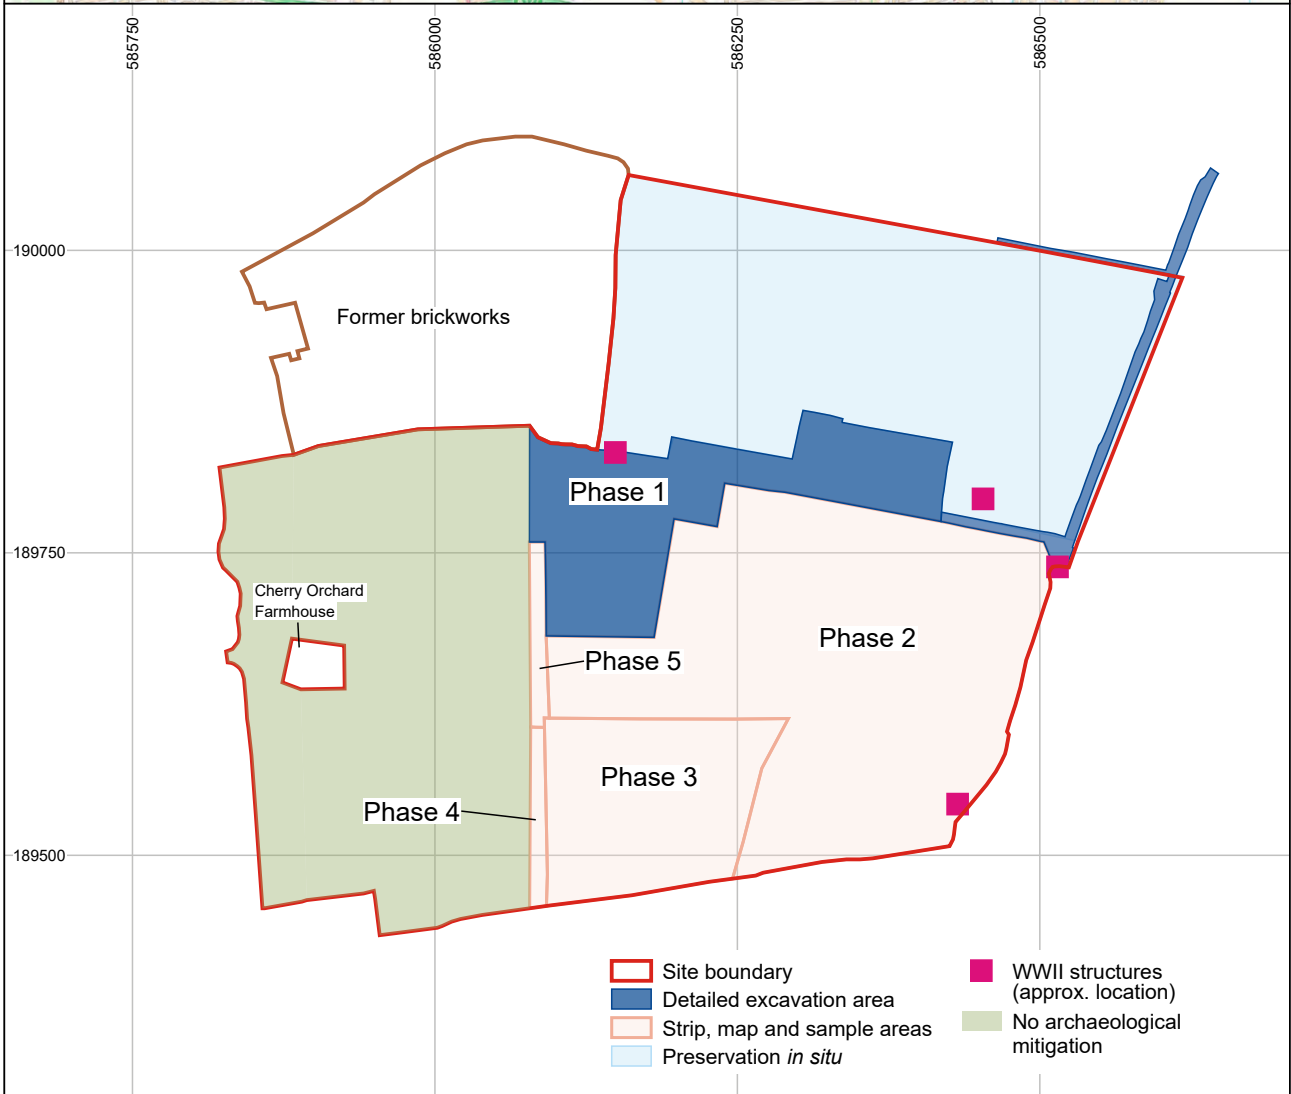 585750
586000
586250
586500
190000
Former brickworks
Phase 1
189750
Cherry Orchard
Farmhouse
Phase 2
Phase 5
Phase 3
Phase 4
189500
Site boundary
Detailed excavation area
Strip, map and sample areas
Preservation in situ
WWII structures
(approx. location)
No archaeological
mitigation